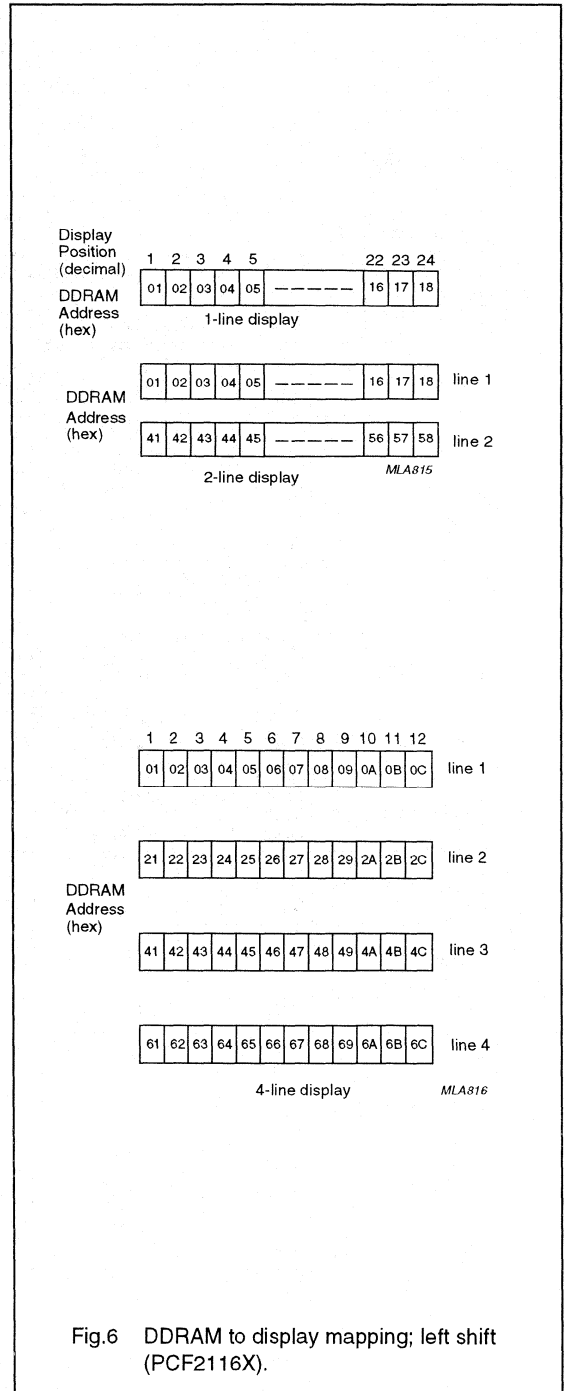 Display
Position
(decimal)
1 2 3 4 5 22 23 24
DDRAM
Address
(hex)
01 02 03 04 05 ----- 16 17 18
1-line display
DDRAM
Address
(hex)
01 02 03 04 05 ----- 16 17 18 line 1
41 42 43 44 45 ----- 56 57 58 line 2
2-line display
MLA815
1 2 3 4 5 6 7 8 9 10 11 12
01 02 03 04 05 06 07 08 09 0A 0B 0C line 1
21 22 23 24 25 26 27 28 29 2A 2B 2C line 2
DDRAM
Address
(hex)
41 42 43 44 45 46 47 48 49 4A 4B 4C line 3
61 62 63 64 65 66 67 68 69 6A 6B 6C line 4
4-line display
MLA816
Fig.6 DDRAM to display mapping; left shift
(PCF2116X).